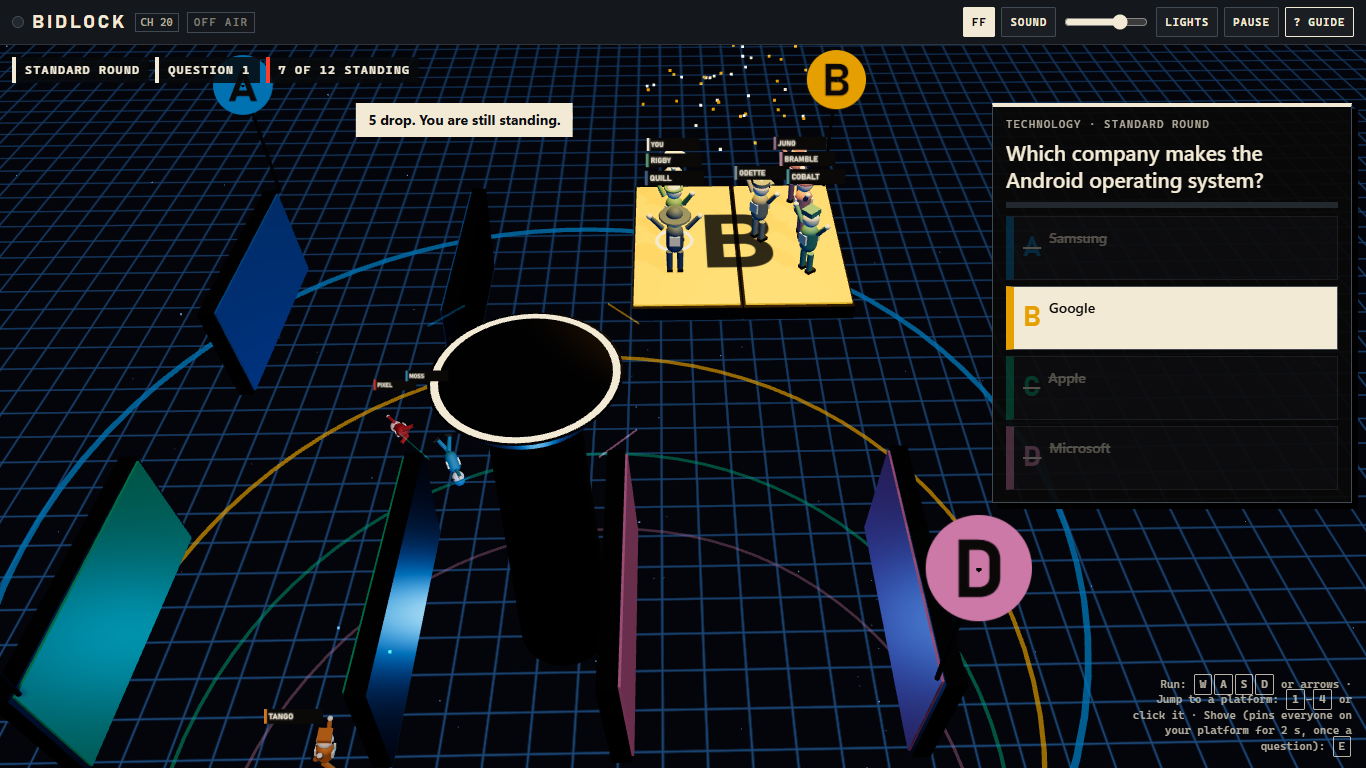 BIDLOCK CH 20 OFF AIR FF SOUND LIGHTS PAUSE ? GUIDE
STANDARD ROUND QUESTION 1 7 OF 12 STANDING
A
B
5 drop. You are still standing.
TECHNOLOGY · STANDARD ROUND
Which company makes the
Android operating system?
A Samsung
B Google
C Apple
D Microsoft
YOU
RIGBY
QUILL
JUNO
BRAMBLE
ODETTE
COBALT
B
PIXEL
MOSS
D
TANGO
Run: W A S D or arrows ·
Jump to a platform: 1 - 4 or
click it · Shove (pins everyone on
your platform for 2 s, once a
question): E